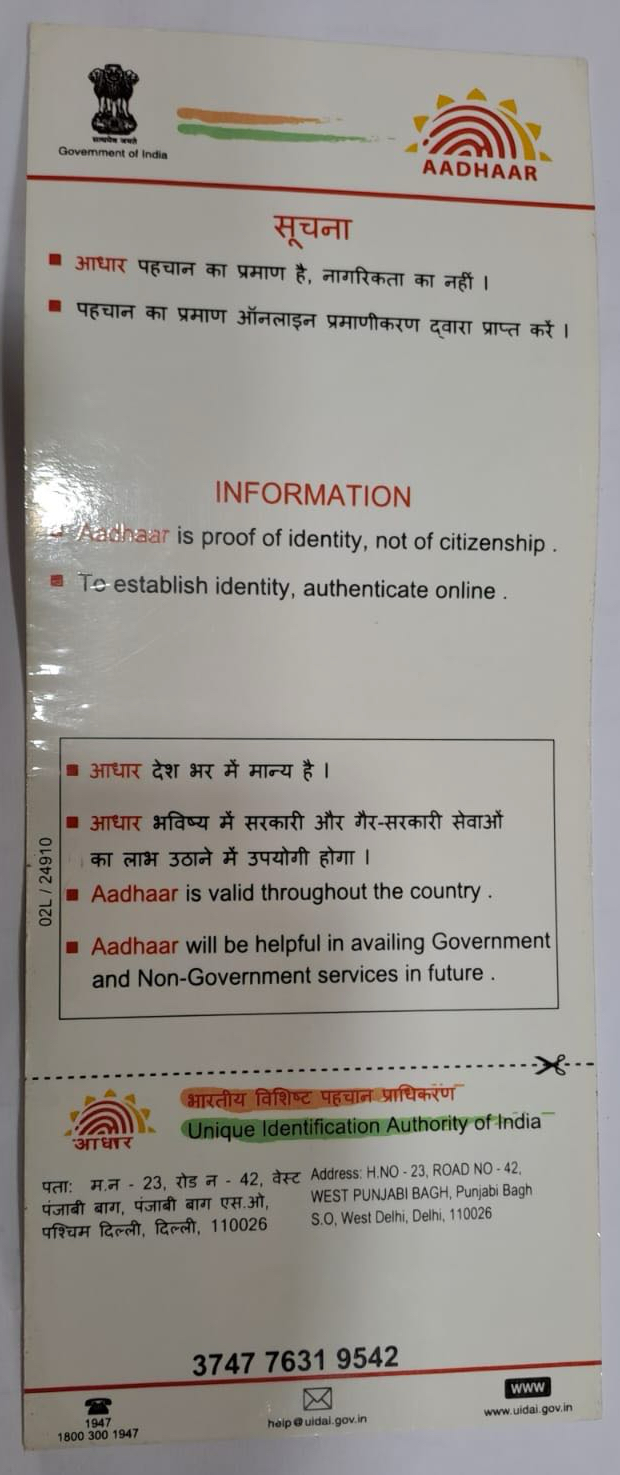 सत्यमेव जयते
Government of India
AADHAAR
सूचना
आधार पहचान का प्रमाण है, नागरिकता का नहीं ।
पहचान का प्रमाण ऑनलाइन प्रमाणीकरण द्वारा प्राप्त करें ।
INFORMATION
Aadhaar is proof of identity, not of citizenship .
To establish identity, authenticate online .
आधार देश भर में मान्य है ।
आधार भविष्य में सरकारी और गैर-सरकारी सेवाओं
का लाभ उठाने में उपयोगी होगा ।
Aadhaar is valid throughout the country .
Aadhaar will be helpful in availing Government
and Non-Government services in future .
02L / 24910
आधार
भारतीय विशिष्ट पहचान प्राधिकरण
Unique Identification Authority of India
पता: म.न - 23, रोड न - 42, वेस्ट
पंजाबी बाग, पंजाबी बाग एस.ओ,
पश्चिम दिल्ली, दिल्ली, 110026
Address: H.NO - 23, ROAD NO - 42,
WEST PUNJABI BAGH, Punjabi Bagh
S.O, West Delhi, Delhi, 110026
3747 7631 9542
1947
1800 300 1947
help@uidai.gov.in
www
www.uidai.gov.in